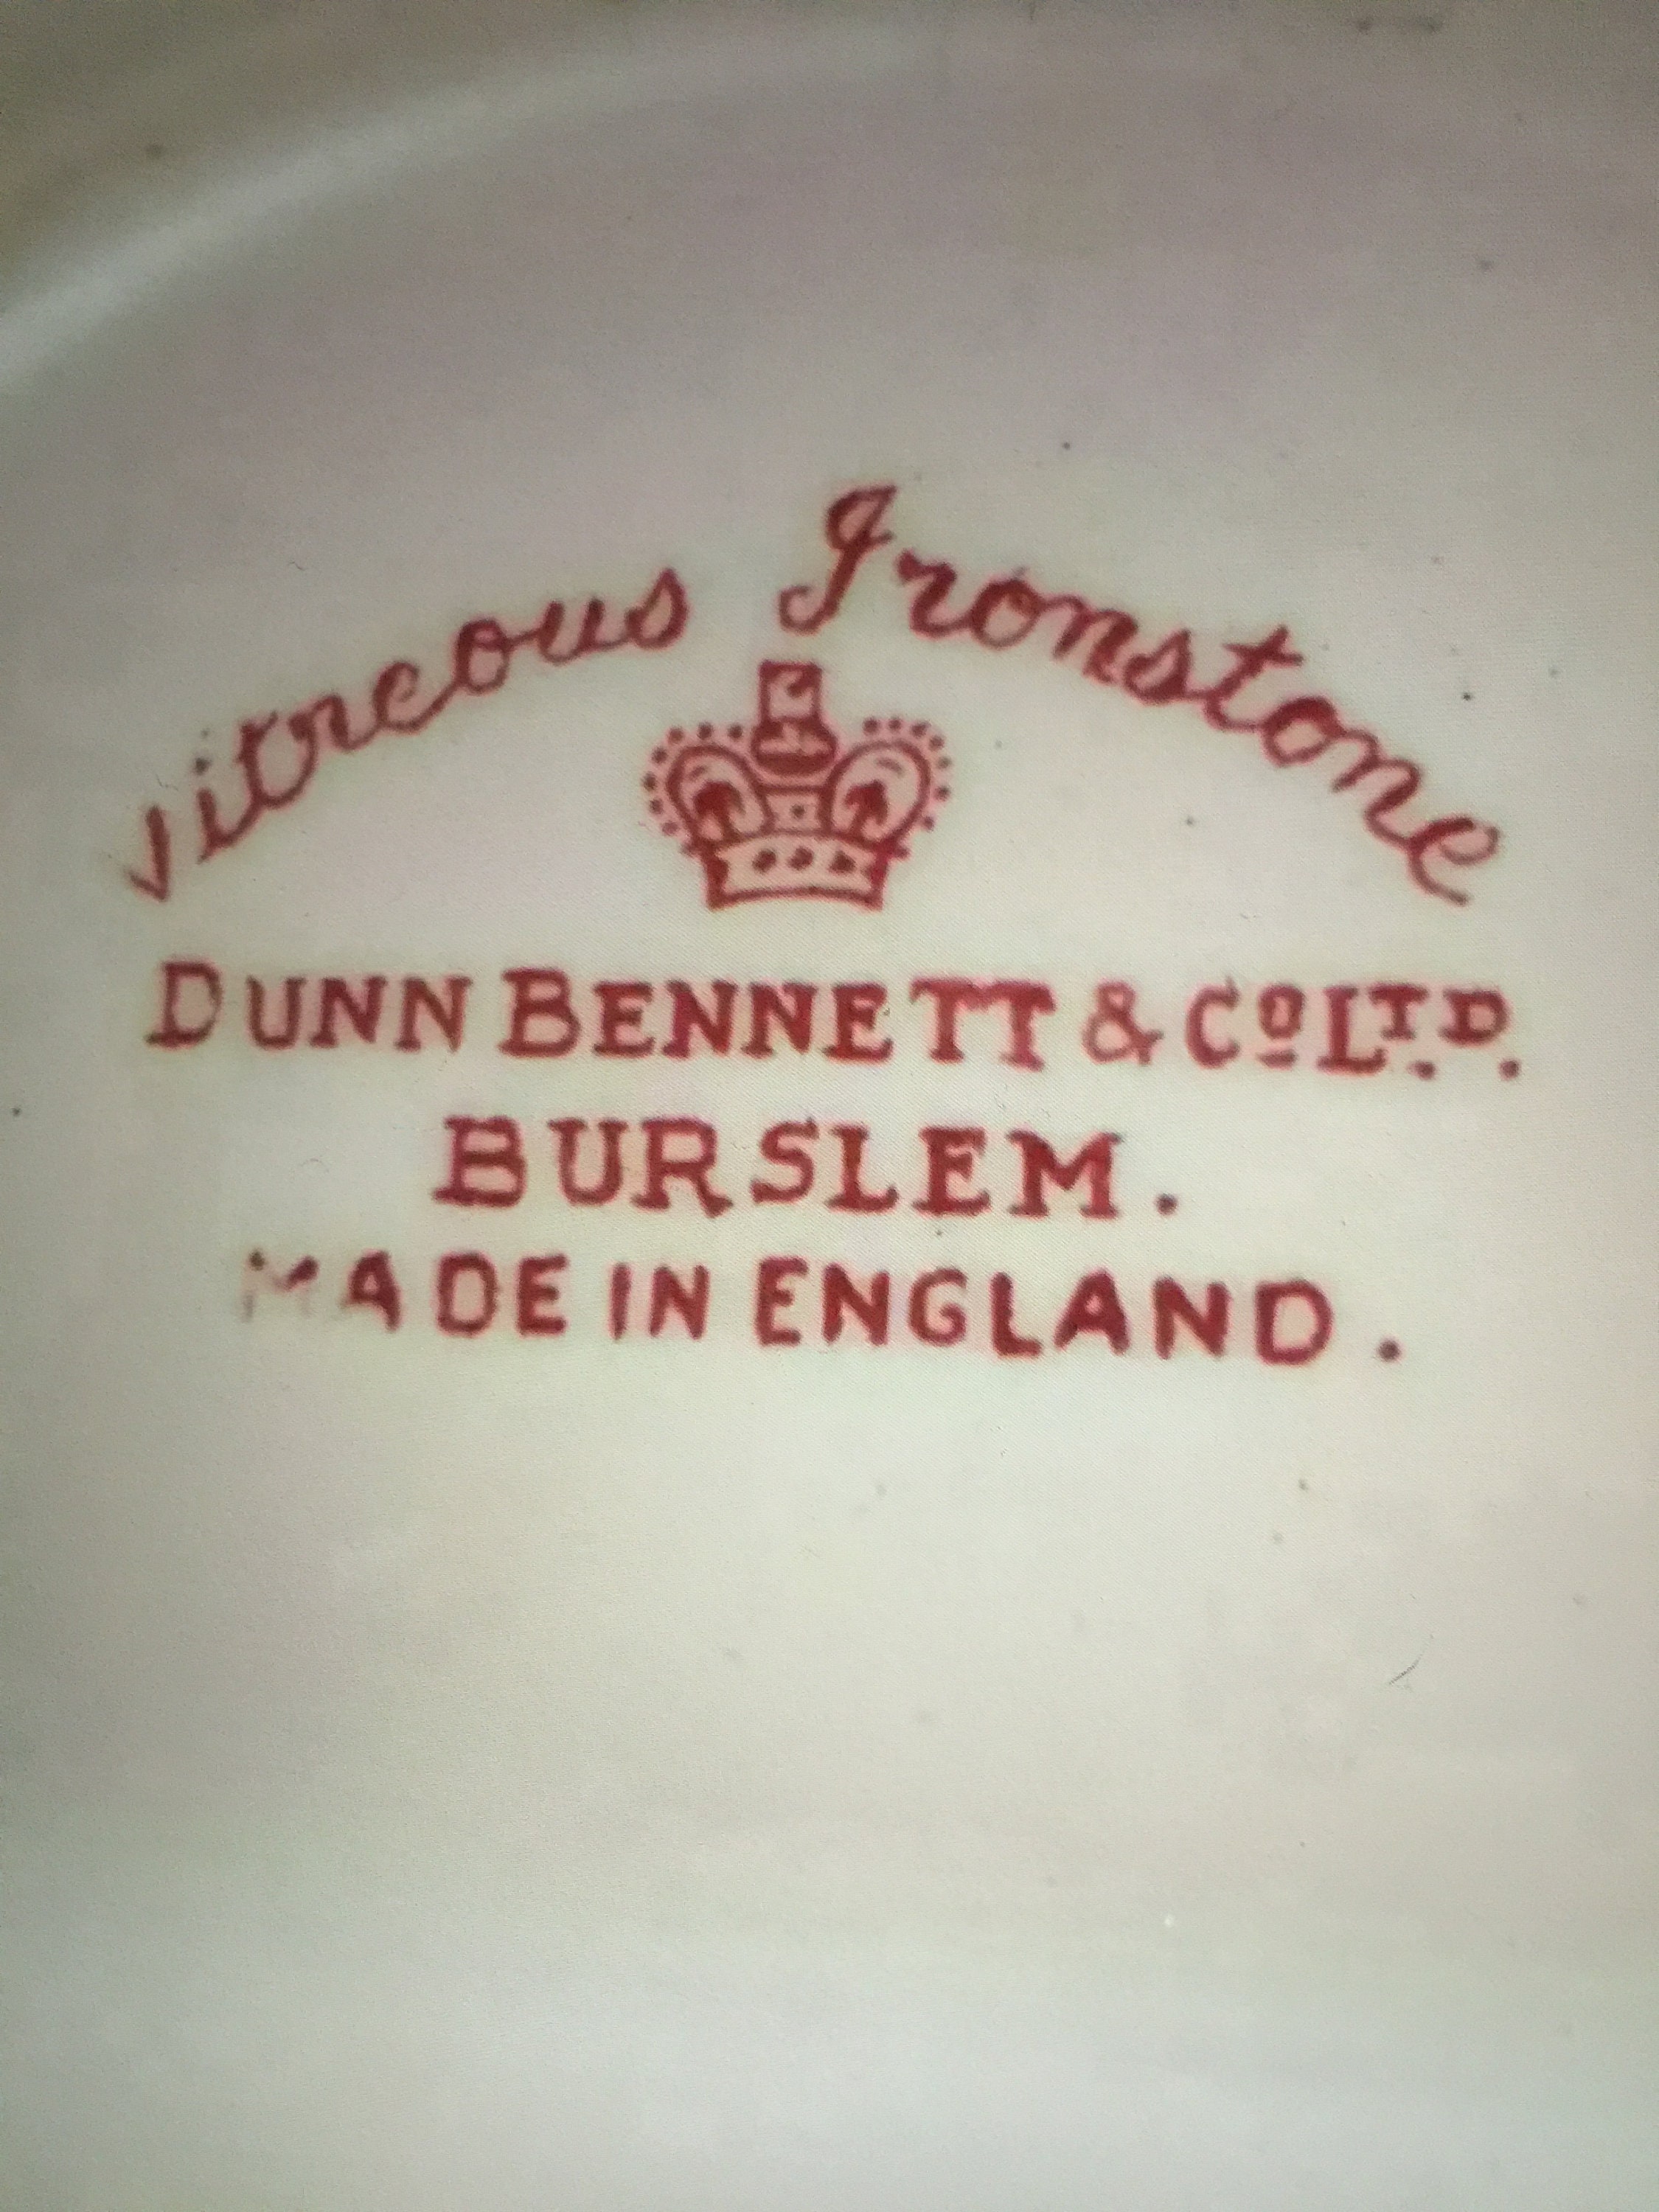 Vitreous Ironstone
DUNN BENNETT & Cº LTD.
BURSLEM.
MADE IN ENGLAND.